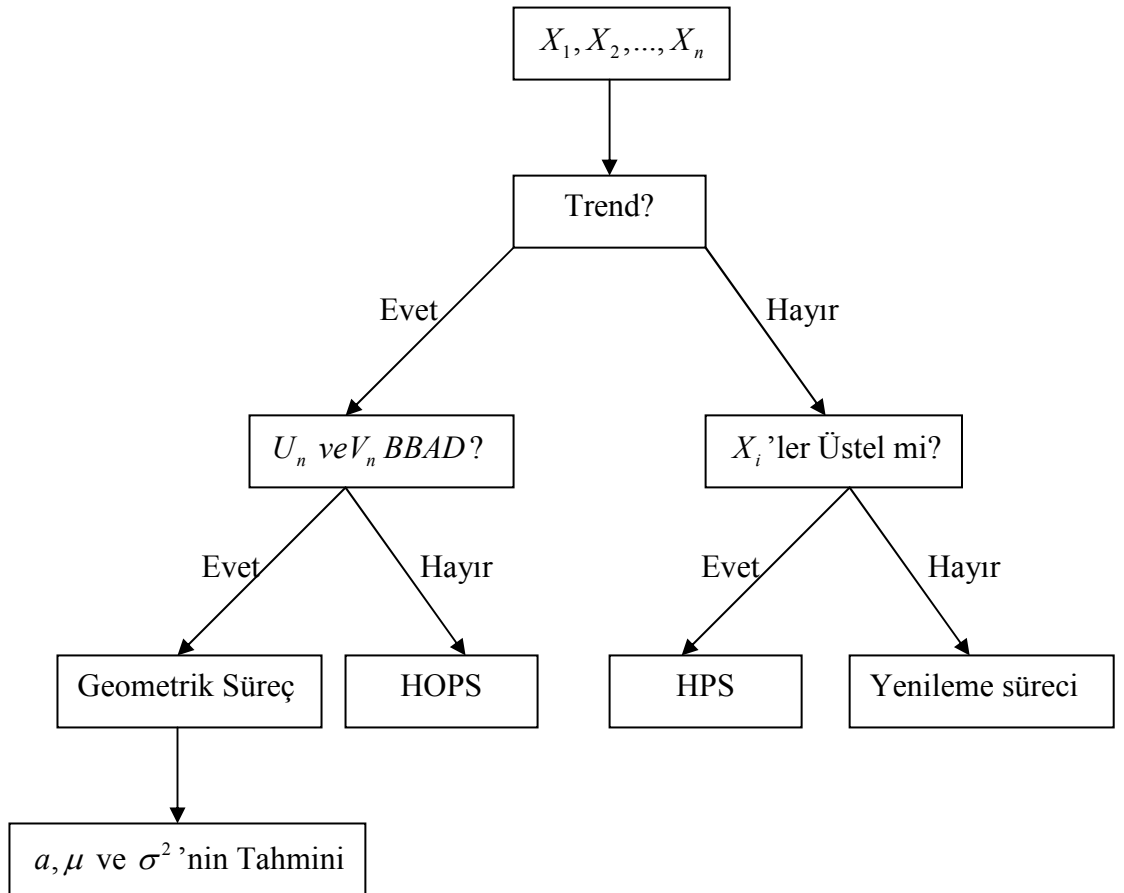 X₁, X₂,..., Xₙ
Trend?
Evet
Hayır
Uₙ veVₙ BBAD?
Xᵢ’ler Üstel mi?
Evet
Hayır
Evet
Hayır
Geometrik Süreç
HOPS
HPS
Yenileme süreci
a, μ ve σ² ’nin Tahmini